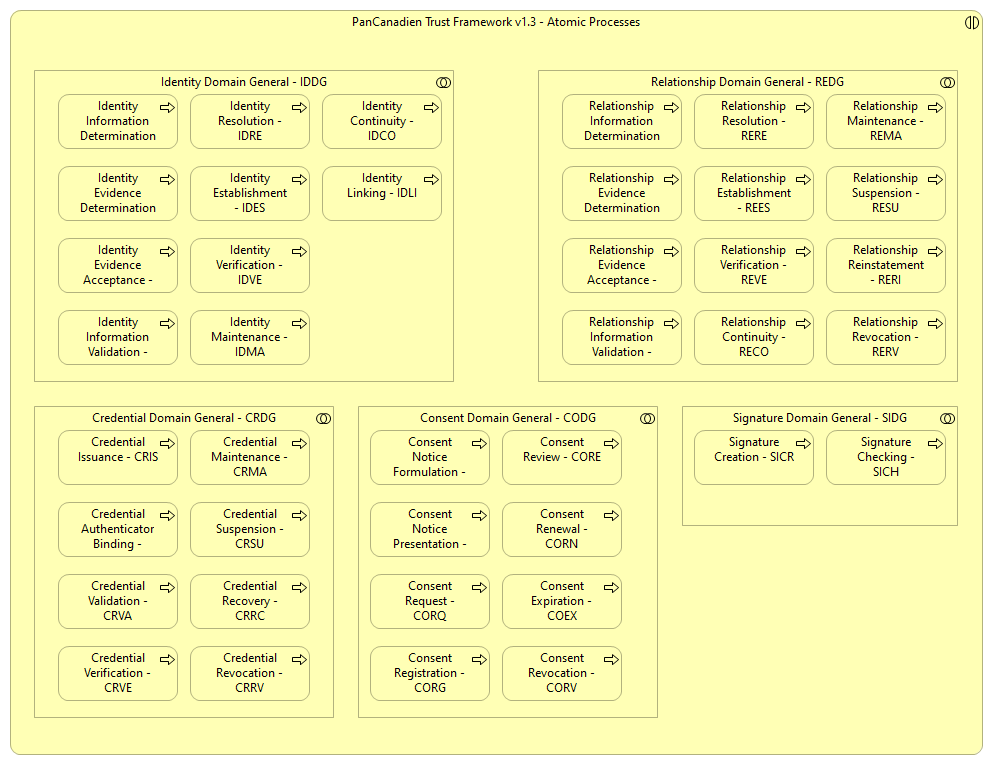 PanCanadien Trust Framework v1.3 - Atomic Processes
Identity Domain General - IDDG
Identity
Information
Determination
Identity
Resolution -
IDRE
Identity
Continuity -
IDCO
Identity
Evidence
Determination
Identity
Establishment
- IDES
Identity
Linking - IDLI
Identity
Evidence
Acceptance -
Identity
Verification -
IDVE
Identity
Information
Validation -
Identity
Maintenance -
IDMA
Relationship Domain General - REDG
Relationship
Information
Determination
Relationship
Resolution -
RERE
Relationship
Maintenance -
REMA
Relationship
Evidence
Determination
Relationship
Establishment
- REES
Relationship
Suspension -
RESU
Relationship
Evidence
Acceptance -
Relationship
Verification -
REVE
Relationship
Reinstatement
- RERI
Relationship
Information
Validation -
Relationship
Continuity -
RECO
Relationship
Revocation -
RERV
Credential Domain General - CRDG
Credential
Issuance - CRIS
Credential
Maintenance -
CRMA
Credential
Authenticator
Binding -
Credential
Suspension -
CRSU
Credential
Validation -
CRVA
Credential
Recovery -
CRRC
Credential
Verification -
CRVE
Credential
Revocation -
CRRV
Consent Domain General - CODG
Consent
Notice
Formulation -
Consent
Review - CORE
Consent
Notice
Presentation -
Consent
Renewal -
CORN
Consent
Request -
CORQ
Consent
Expiration -
COEX
Consent
Registration -
CORG
Consent
Revocation -
CORV
Signature Domain General - SIDG
Signature
Creation - SICR
Signature
Checking -
SICH